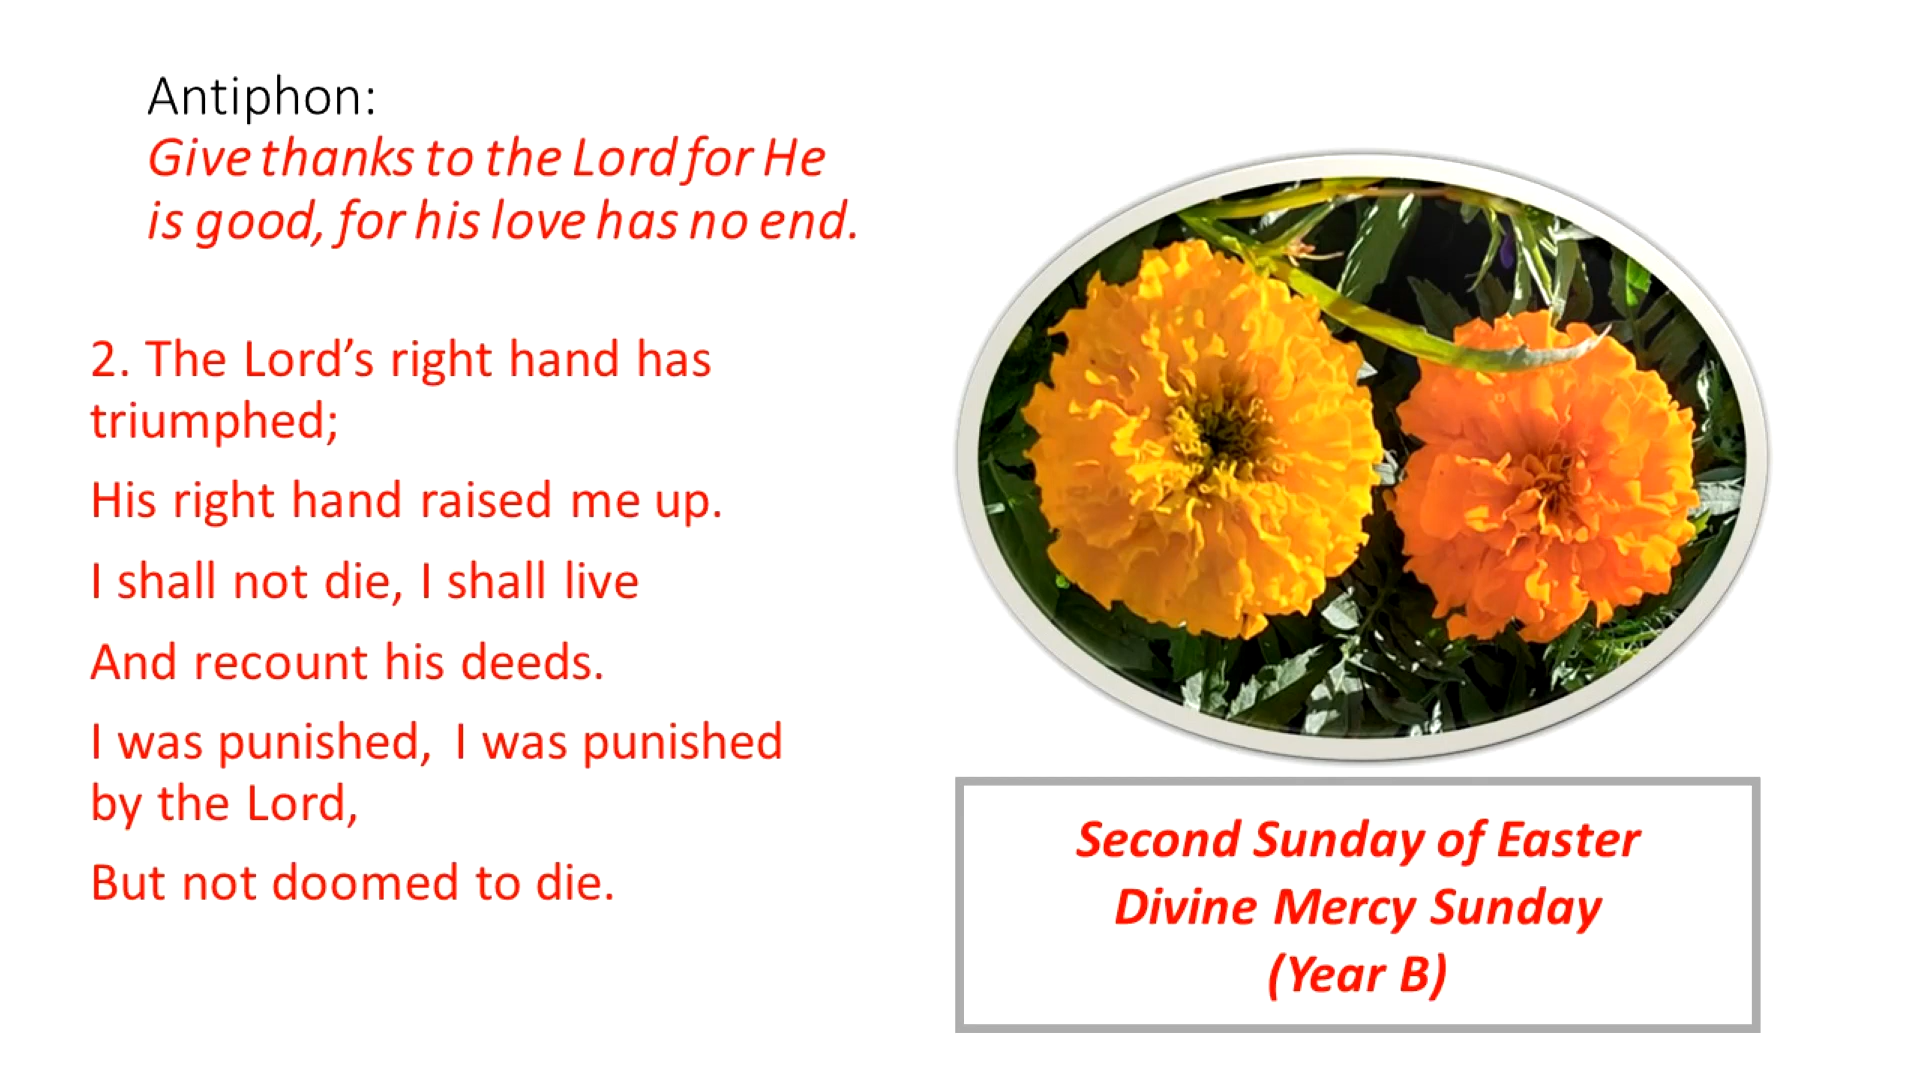 Antiphon:
Give thanks to the Lord for He
is good, for his love has no end.
2. The Lord’s right hand has
triumphed;
His right hand raised me up.
I shall not die, I shall live
And recount his deeds.
I was punished, I was punished
by the Lord,
But not doomed to die.
Second Sunday of Easter
Divine Mercy Sunday
(Year B)